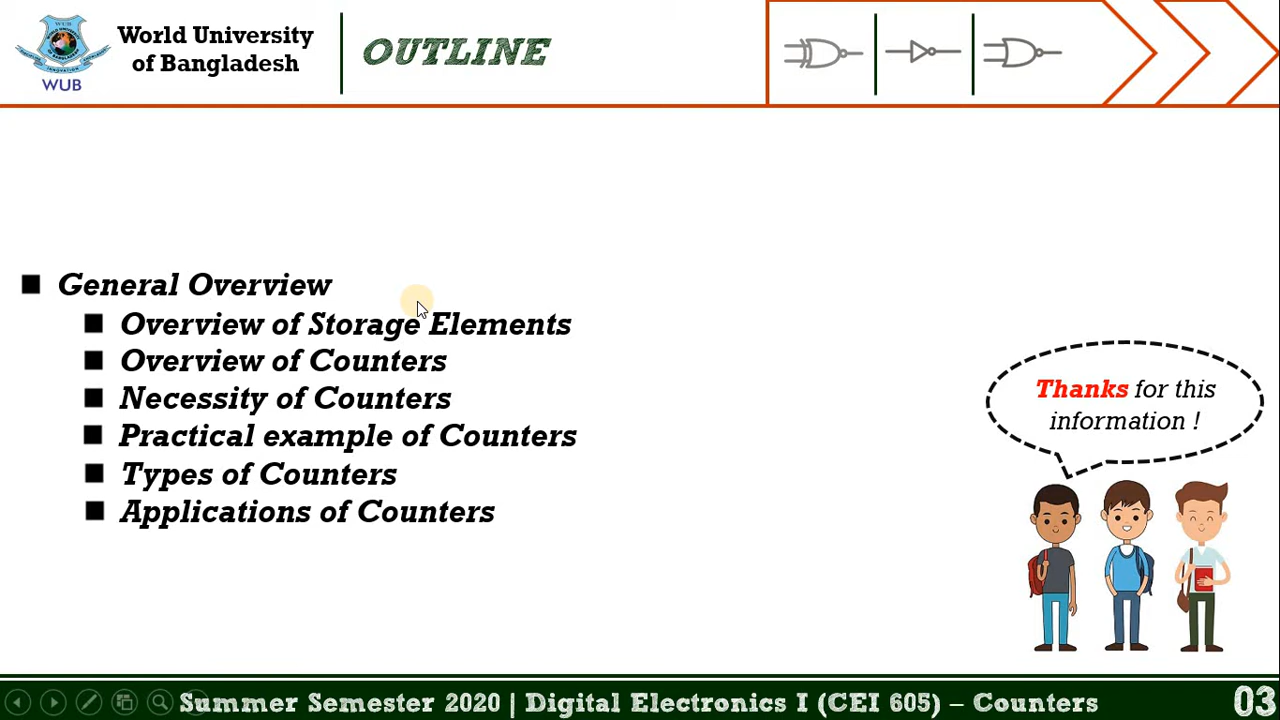 World University
of Bangladesh
WUB
OUTLINE
General Overview
Overview of Storage Elements
Overview of Counters
Necessity of Counters
Practical example of Counters
Types of Counters
Applications of Counters
Thanks for this
information !
Summer Semester 2020 | Digital Electronics I (CEI 605) – Counters
03